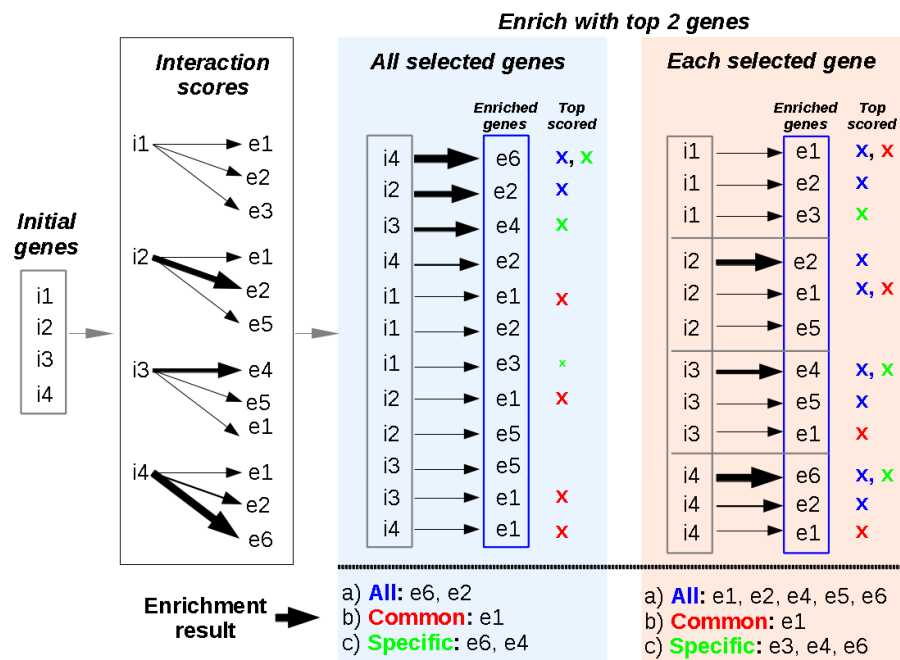 Enrich with top 2 genes
Initial
genes
i1
i2
i3
i4
Interaction
scores
i1
e1
e2
e3
i2
e1
e2
e5
i3
e4
e5
e1
i4
e1
e2
e6
All selected genes
Enriched
genes
Top
scored
i4 e6 x, x
i2 e2 x
i3 e4 x
i4 e2
i1 e1 x
i1 e2
i1 e3 x
i2 e1 x
i2 e5
i3 e5
i3 e1 x
i4 e1 x
Each selected gene
Enriched
genes
Top
scored
i1 e1 x, x
i1 e2 x
i1 e3 x
i2 e2 x
i2 e1 x, x
i2 e5
i3 e4 x, x
i3 e5 x
i3 e1 x
i4 e6 x, x
i4 e2 x
i4 e1 x
Enrichment
result
a) All: e6, e2
b) Common: e1
c) Specific: e6, e4
a) All: e1, e2, e4, e5, e6
b) Common: e1
c) Specific: e3, e4, e6